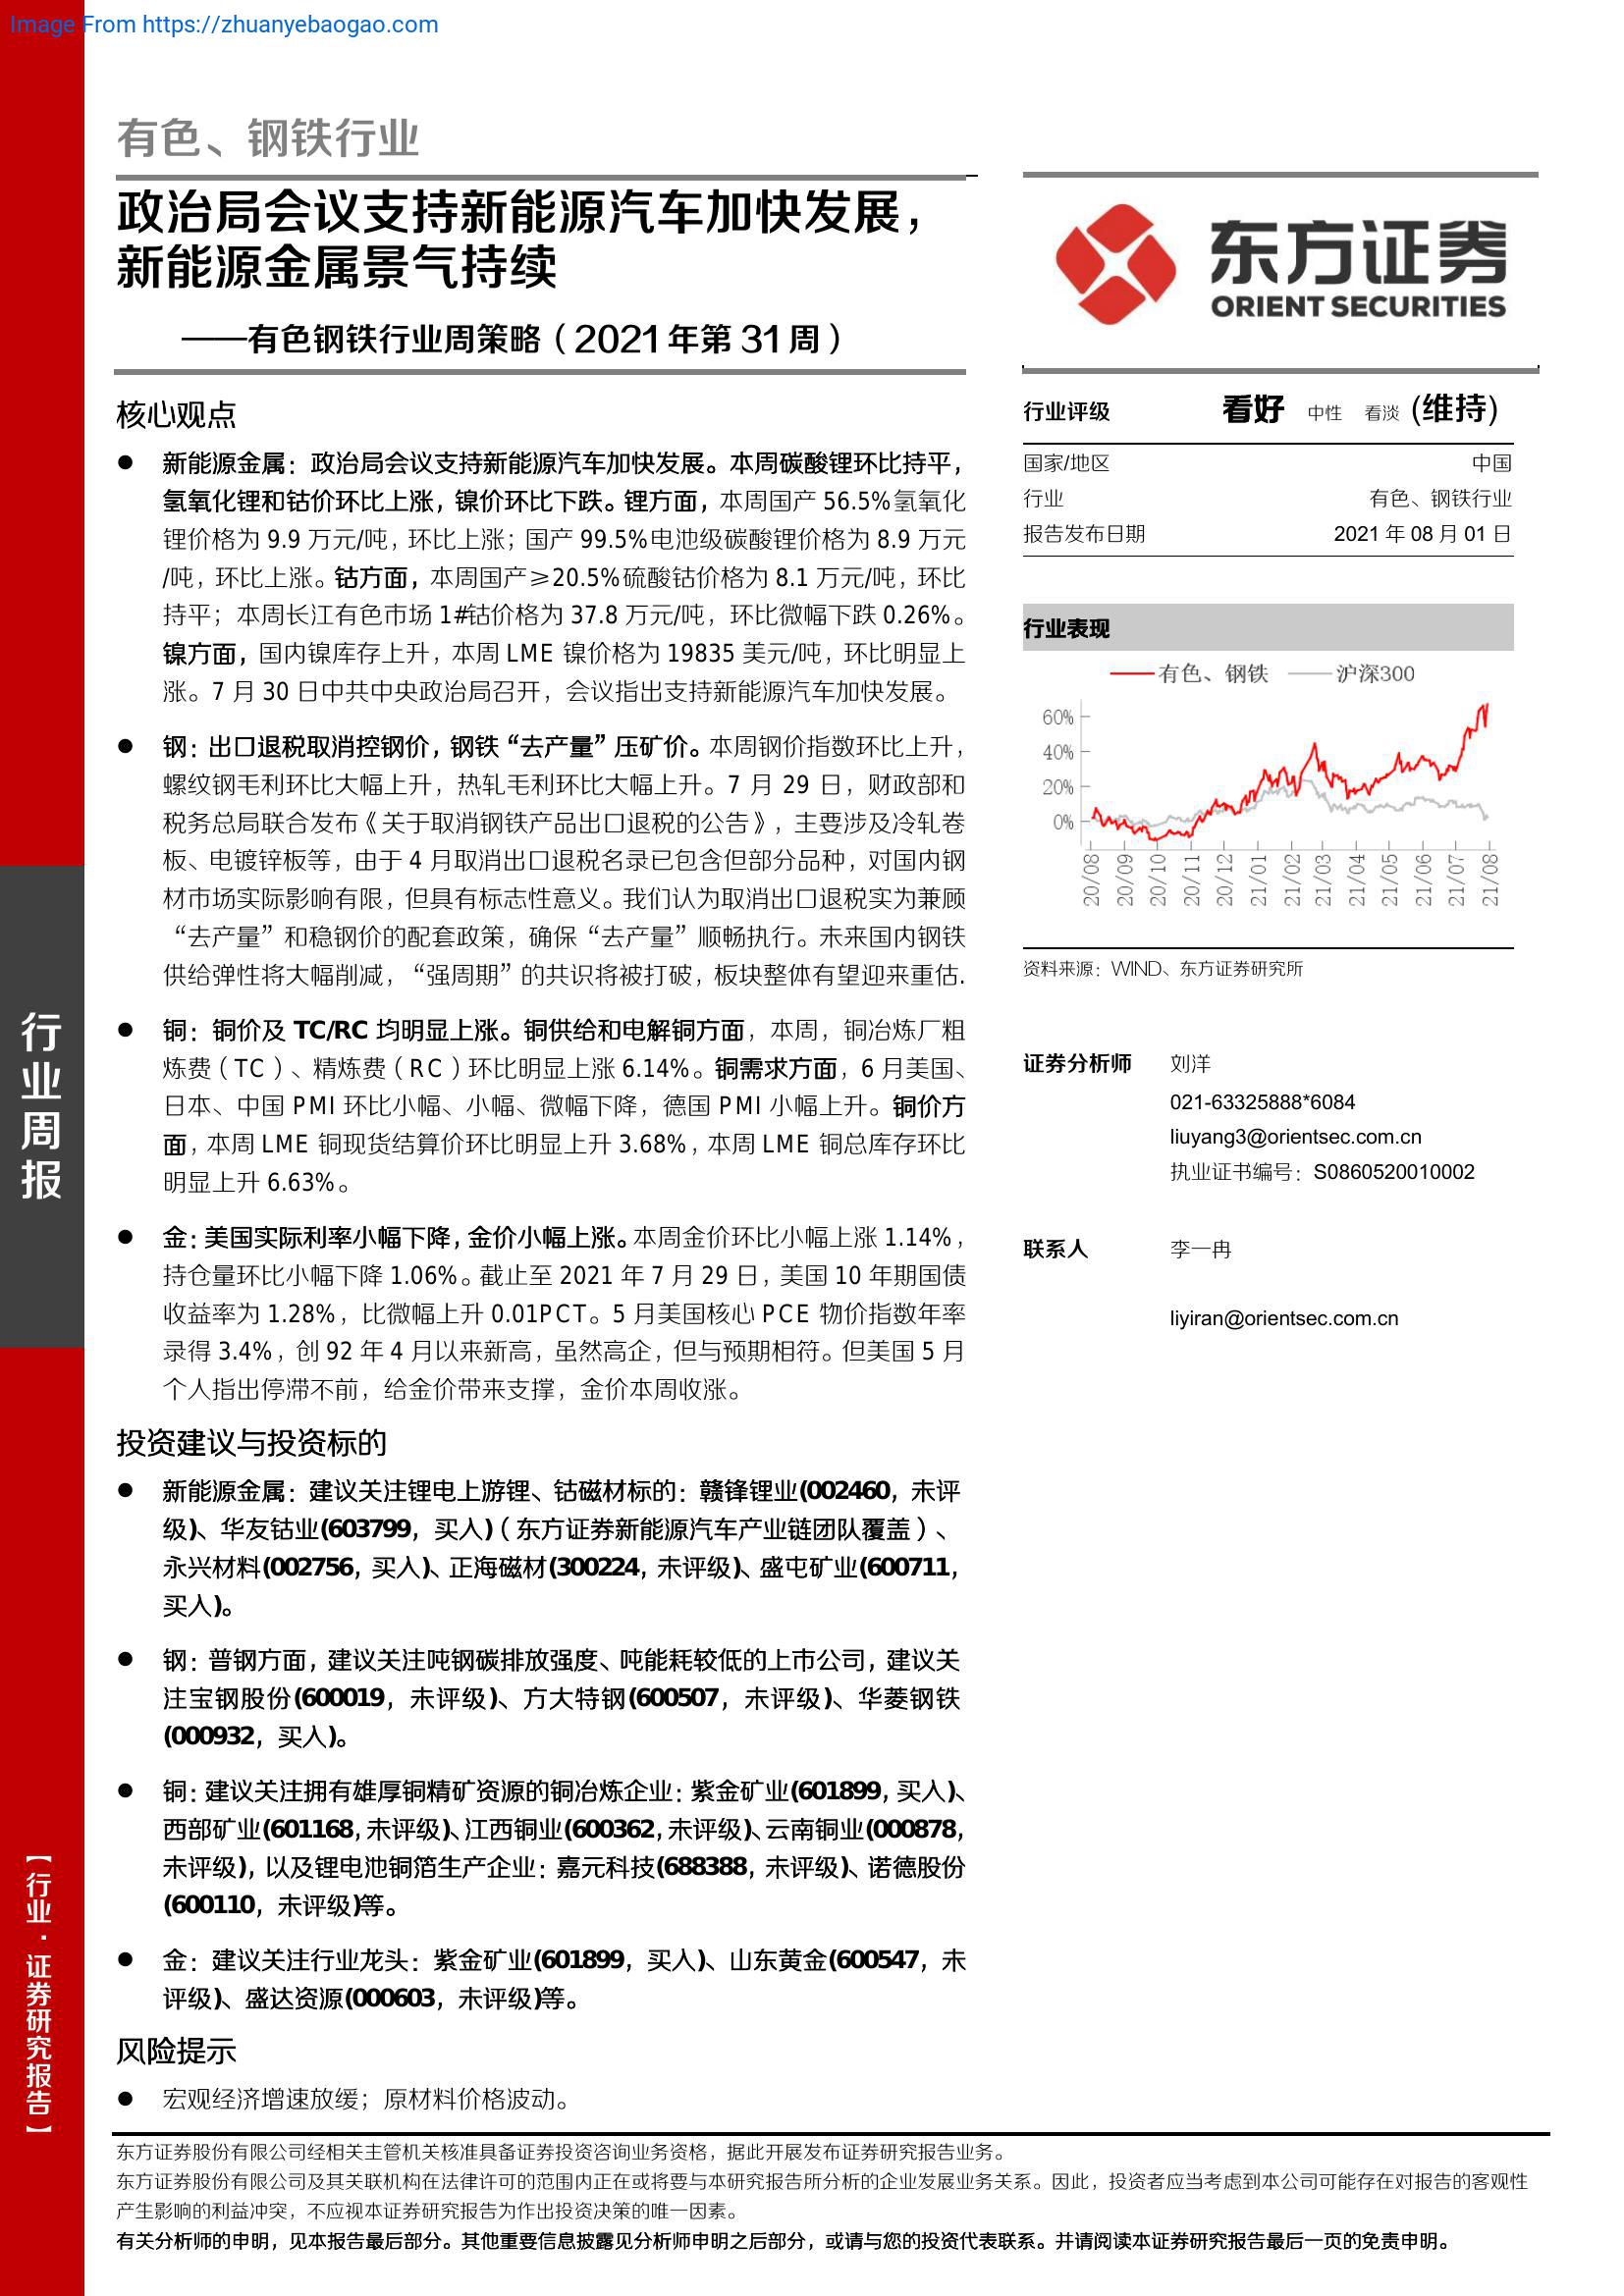 Image From https://zhuanyebaogao.com
有色、钢铁行业
政治局会议支持新能源汽车加快发展，
新能源金属景气持续
——有色钢铁行业周策略（2021年第31周）
核心观点
● 新能源金属：政治局会议支持新能源汽车加快发展。本周碳酸锂环比持平，
氢氧化锂和钴价环比上涨，镍价环比下跌。锂方面，本周国产 56.5%氢氧化
锂价格为 9.9 万元/吨，环比上涨；国产 99.5%电池级碳酸锂价格为 8.9 万元
/吨，环比上涨。钴方面，本周国产≥20.5%硫酸钴价格为 8.1 万元/吨，环比
持平；本周长江有色市场 1#钴价格为 37.8 万元/吨，环比微幅下跌 0.26%。
镍方面，国内镍库存上升，本周 LME 镍价格为 19835 美元/吨，环比明显上
涨。7 月 30 日中共中央政治局召开，会议指出支持新能源汽车加快发展。
● 钢：出口退税取消控钢价，钢铁“去产量”压矿价。本周钢价指数环比上升，
螺纹钢毛利环比大幅上升，热轧毛利环比大幅上升。7 月 29 日，财政部和
税务总局联合发布《关于取消钢铁产品出口退税的公告》，主要涉及冷轧卷
板、电镀锌板等，由于 4 月取消出口退税名录已包含但部分品种，对国内钢
材市场实际影响有限，但具有标志性意义。我们认为取消出口退税实为兼顾
“去产量”和稳钢价的配套政策，确保“去产量”顺畅执行。未来国内钢铁
供给弹性将大幅削减，“强周期”的共识将被打破，板块整体有望迎来重估.
● 铜：铜价及 TC/RC 均明显上涨。铜供给和电解铜方面，本周，铜冶炼厂粗
炼费（TC）、精炼费（RC）环比明显上涨 6.14%。铜需求方面，6 月美国、
日本、中国 PMI 环比小幅、小幅、微幅下降，德国 PMI 小幅上升。铜价方
面，本周 LME 铜现货结算价环比明显上升 3.68%，本周 LME 铜总库存环比
明显上升 6.63%。
● 金：美国实际利率小幅下降，金价小幅上涨。本周金价环比小幅上涨 1.14%，
持仓量环比小幅下降 1.06%。截止至 2021 年 7 月 29 日，美国 10 年期国债
收益率为 1.28%，比微幅上升 0.01PCT。5 月美国核心 PCE 物价指数年率
录得 3.4%，创 92 年 4 月以来新高，虽然高企，但与预期相符。但美国 5 月
个人指出停滞不前，给金价带来支撑，金价本周收涨。
投资建议与投资标的
● 新能源金属：建议关注锂电上游锂、钴磁材标的：赣锋锂业(002460，未评
级)、华友钴业(603799，买入)（东方证券新能源汽车产业链团队覆盖）、
永兴材料(002756，买入)、正海磁材(300224，未评级)、盛屯矿业(600711，
买入)。
● 钢：普钢方面，建议关注吨钢碳排放强度、吨能耗较低的上市公司，建议关
注宝钢股份(600019，未评级)、方大特钢(600507，未评级)、华菱钢铁
(000932，买入)。
● 铜：建议关注拥有雄厚铜精矿资源的铜冶炼企业：紫金矿业(601899，买入)、
西部矿业(601168，未评级)、江西铜业(600362，未评级)、云南铜业(000878，
未评级)，以及锂电池铜箔生产企业：嘉元科技(688388，未评级)、诺德股份
(600110，未评级)等。
● 金：建议关注行业龙头：紫金矿业(601899，买入)、山东黄金(600547，未
评级)、盛达资源(000603，未评级)等。
风险提示
● 宏观经济增速放缓；原材料价格波动。
东方证券
ORIENT SECURITIES
行业评级 看好 中性 看淡 (维持)
国家/地区 中国
行业 有色、钢铁行业
报告发布日期 2021 年 08 月 01 日
行业表现
有色、钢铁 沪深300
60%
40%
20%
0%
20/08 20/09 20/10 20/11 20/12 21/01 21/02 21/03 21/04 21/05 21/06 21/07 21/08
资料来源：WIND、东方证券研究所
证券分析师 刘洋
021-63325888*6084
liuyang3@orientsec.com.cn
执业证书编号：S0860520010002
联系人 李一冉
liyiran@orientsec.com.cn
行业周报
【行业·证券研究报告】
东方证券股份有限公司经相关主管机关核准具备证券投资咨询业务资格，据此开展发布证券研究报告业务。
东方证券股份有限公司及其关联机构在法律许可的范围内正在或将要与本研究报告所分析的企业发展业务关系。因此，投资者应当考虑到本公司可能存在对报告的客观性
产生影响的利益冲突，不应视本证券研究报告为作出投资决策的唯一因素。
有关分析师的申明，见本报告最后部分。其他重要信息披露见分析师申明之后部分，或请与您的投资代表联系。并请阅读本证券研究报告最后一页的免责申明。